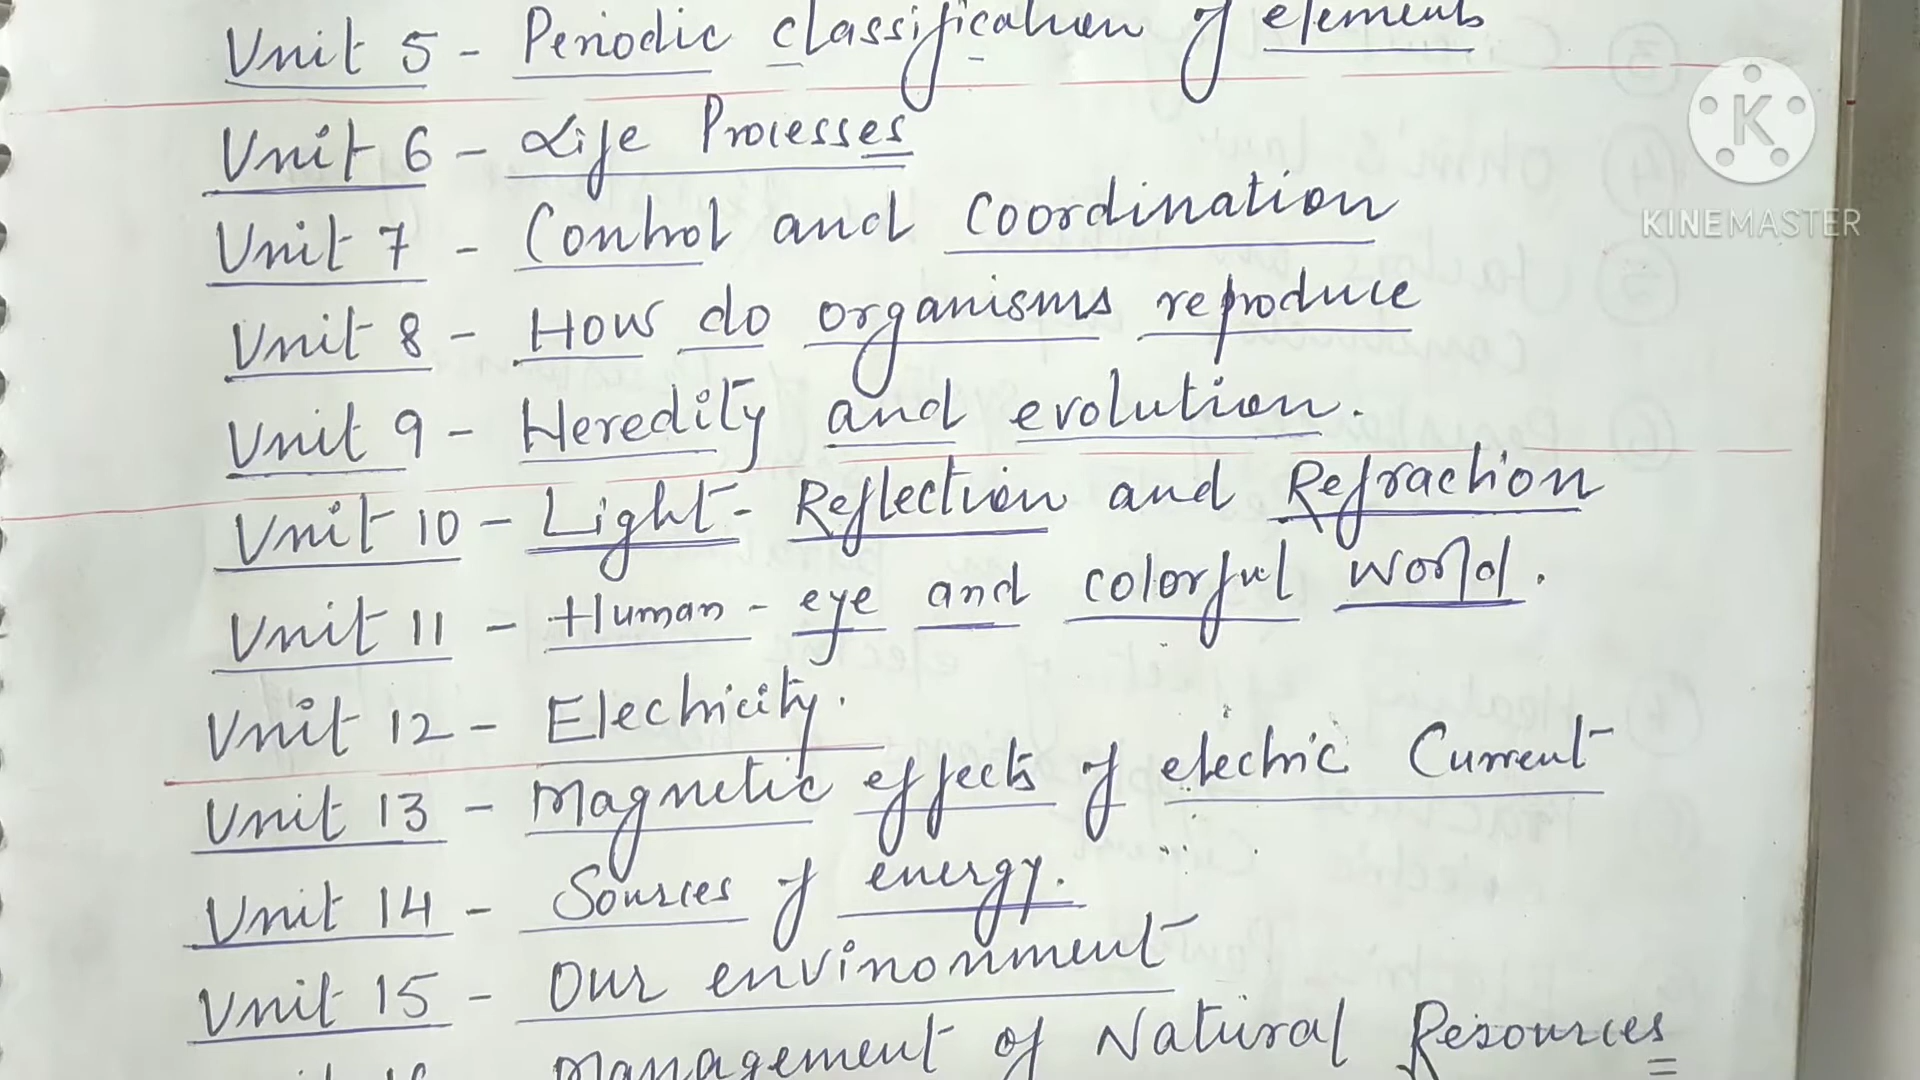 Unit 5 - Periodic classification of elements
Unit 6 - Life Processes
Unit 7 - Control and coordination
Unit 8 - How do organisms reproduce
Unit 9 - Heredity and evolution.
Unit 10 - Light - Reflection and Refraction
Unit 11 - Human - eye and colorful world.
Unit 12 - Electricity.
Unit 13 - Magnetic effects of electric Current
Unit 14 - Sources of energy.
Unit 15 - Our environment
Management of Natural Resources
K
KINEMASTER